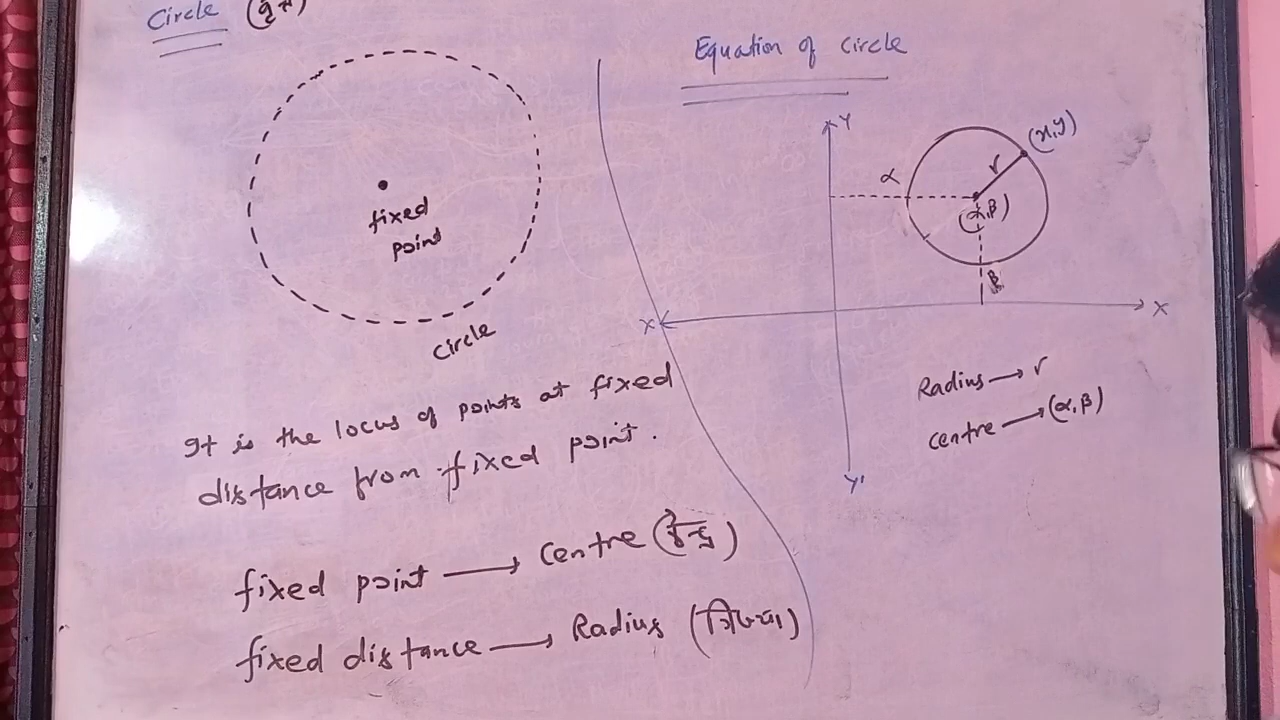 Circle (वृत्त)
fixed
point
circle
It is the locus of points at fixed
distance from fixed point.
fixed point → Centre (केन्द्र)
fixed distance → Radius (त्रिज्या)
Equation of circle
Y
(x,y)
α
r
(α,β)
β
X
X
Radius → r
centre → (α,β)
Y'